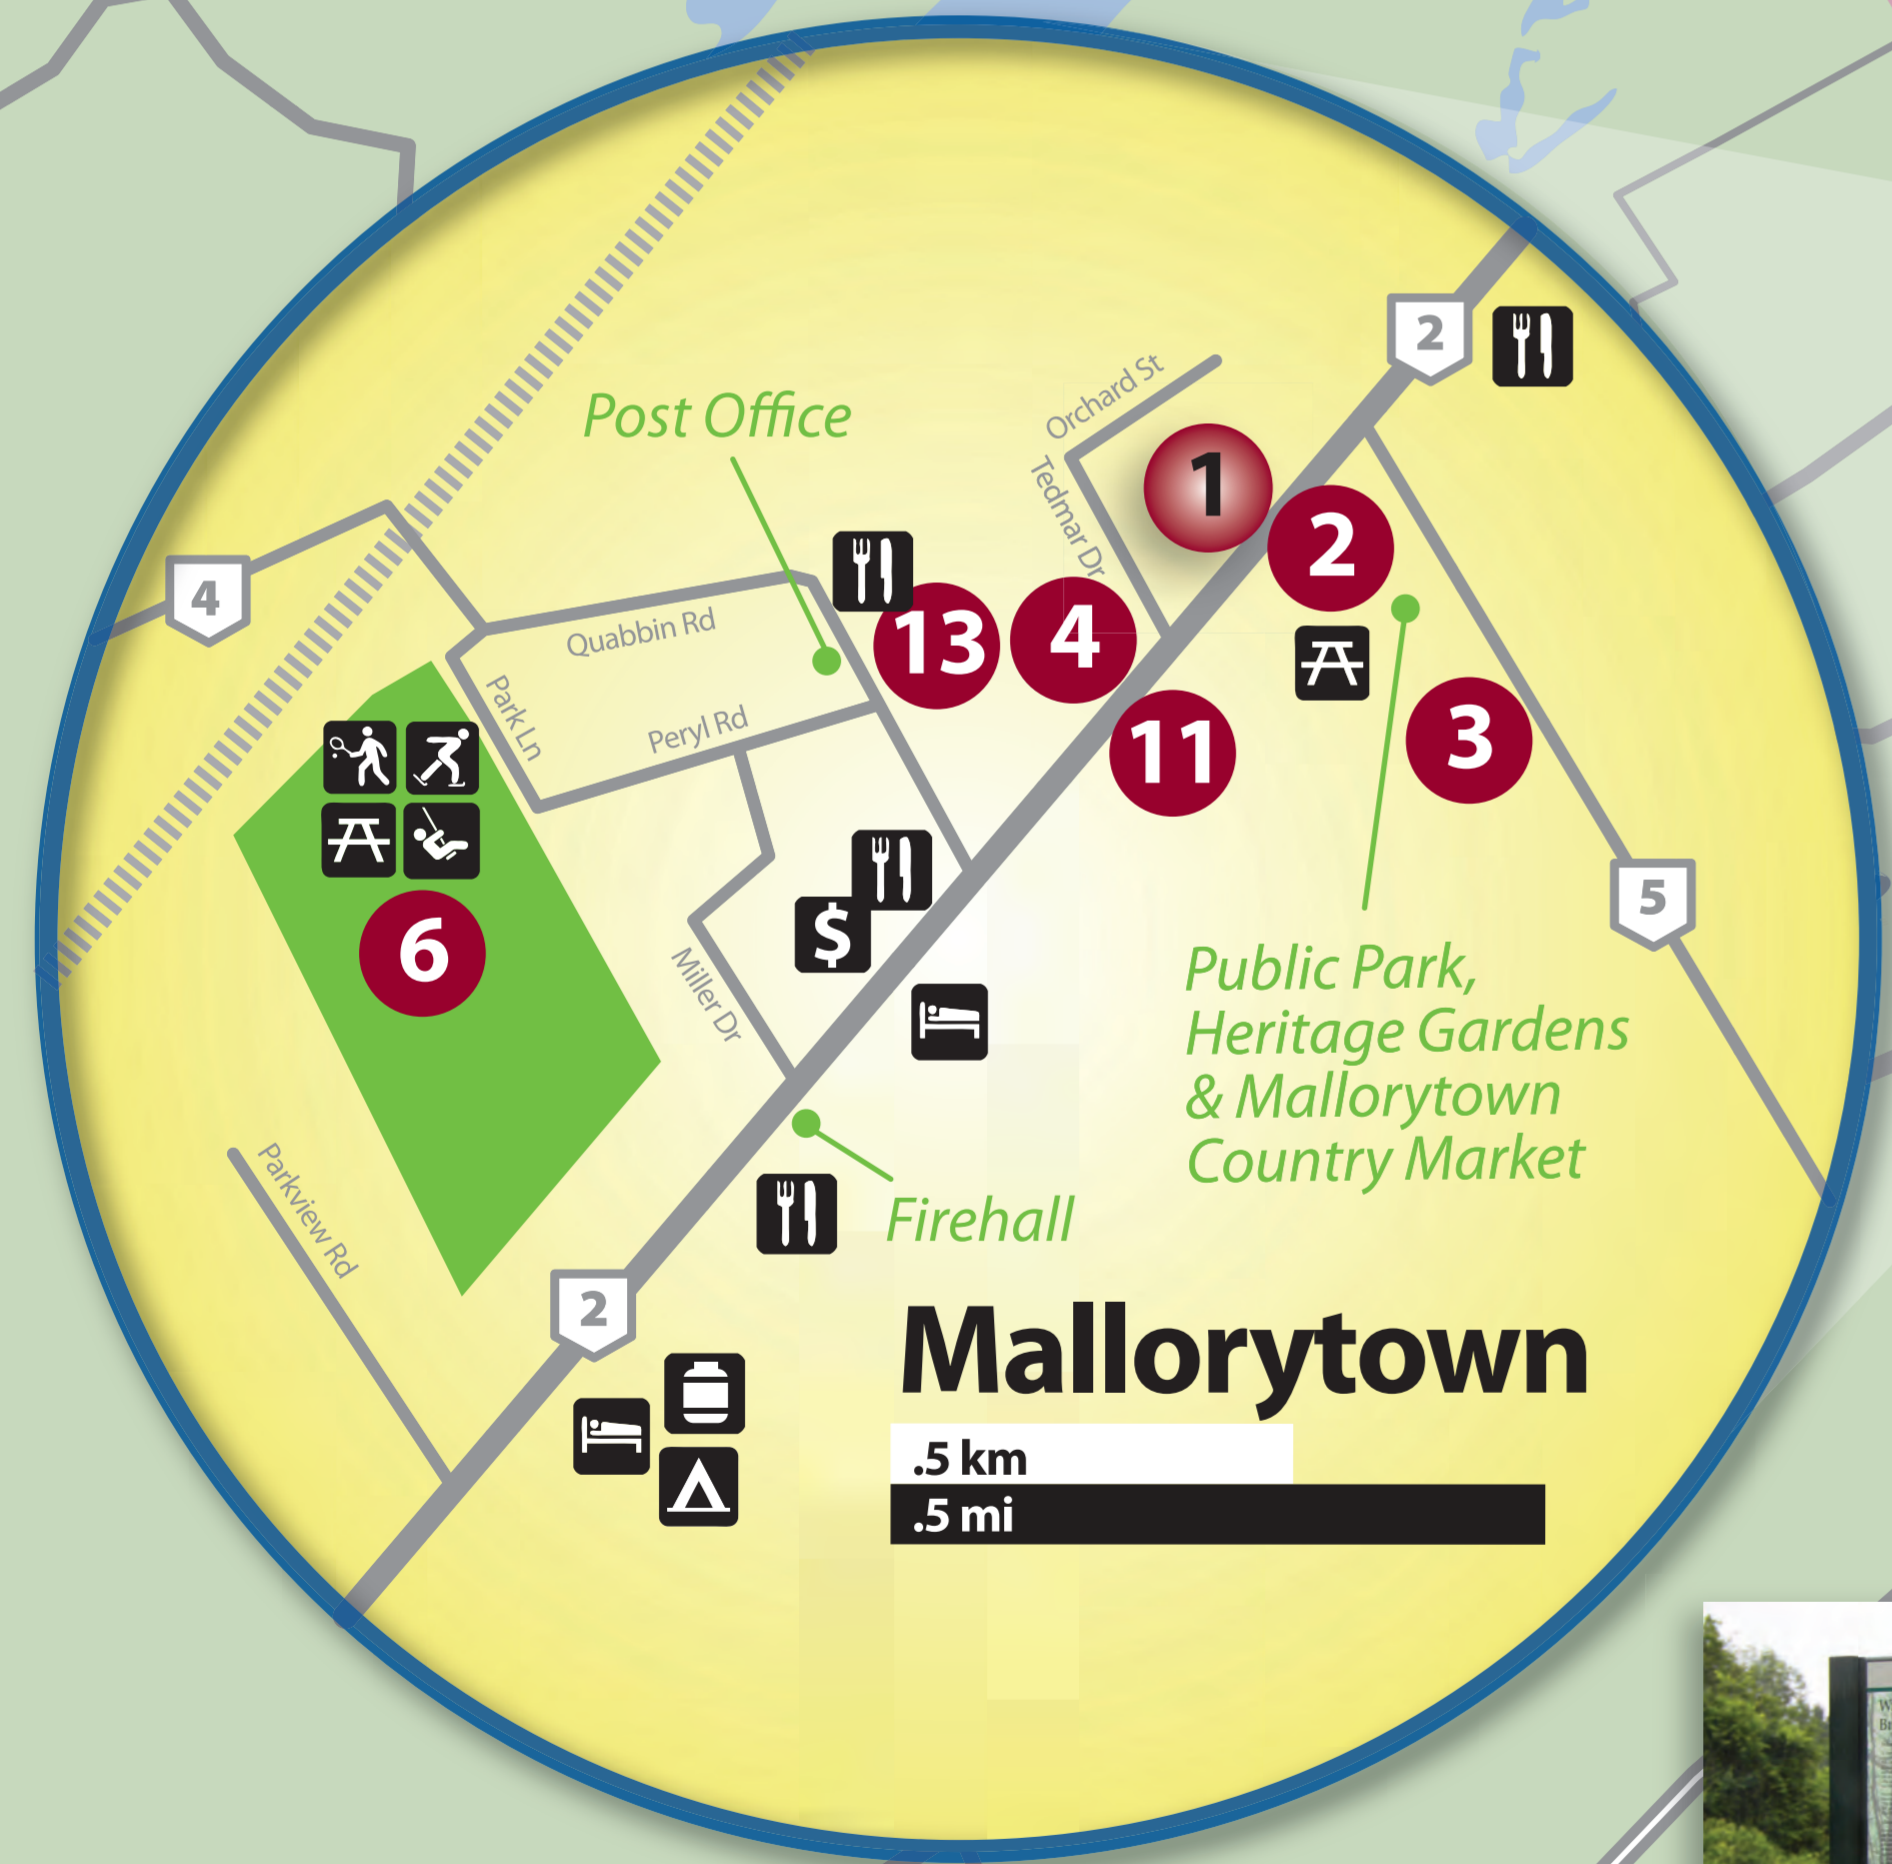 2
Orchard St
Post Office
Tedmar Dr
1
2
4
13
4
Quabbin Rd
Park Ln
Peryl Rd
11
3
5
6
$
Miller Dr
Public Park,
Heritage Gardens
& Mallorytown
Country Market
Parkview Rd
Firehall
2
Mallorytown
.5 km
.5 mi